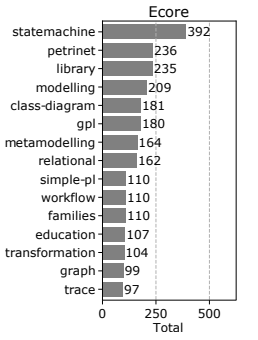 Ecore
statemachine 392
petrinet 236
library 235
modelling 209
class-diagram 181
gpl 180
metamodelling 164
relational 162
simple-pl 110
workflow 110
families 110
education 107
transformation 104
graph 99
trace 97
0 250 500
Total